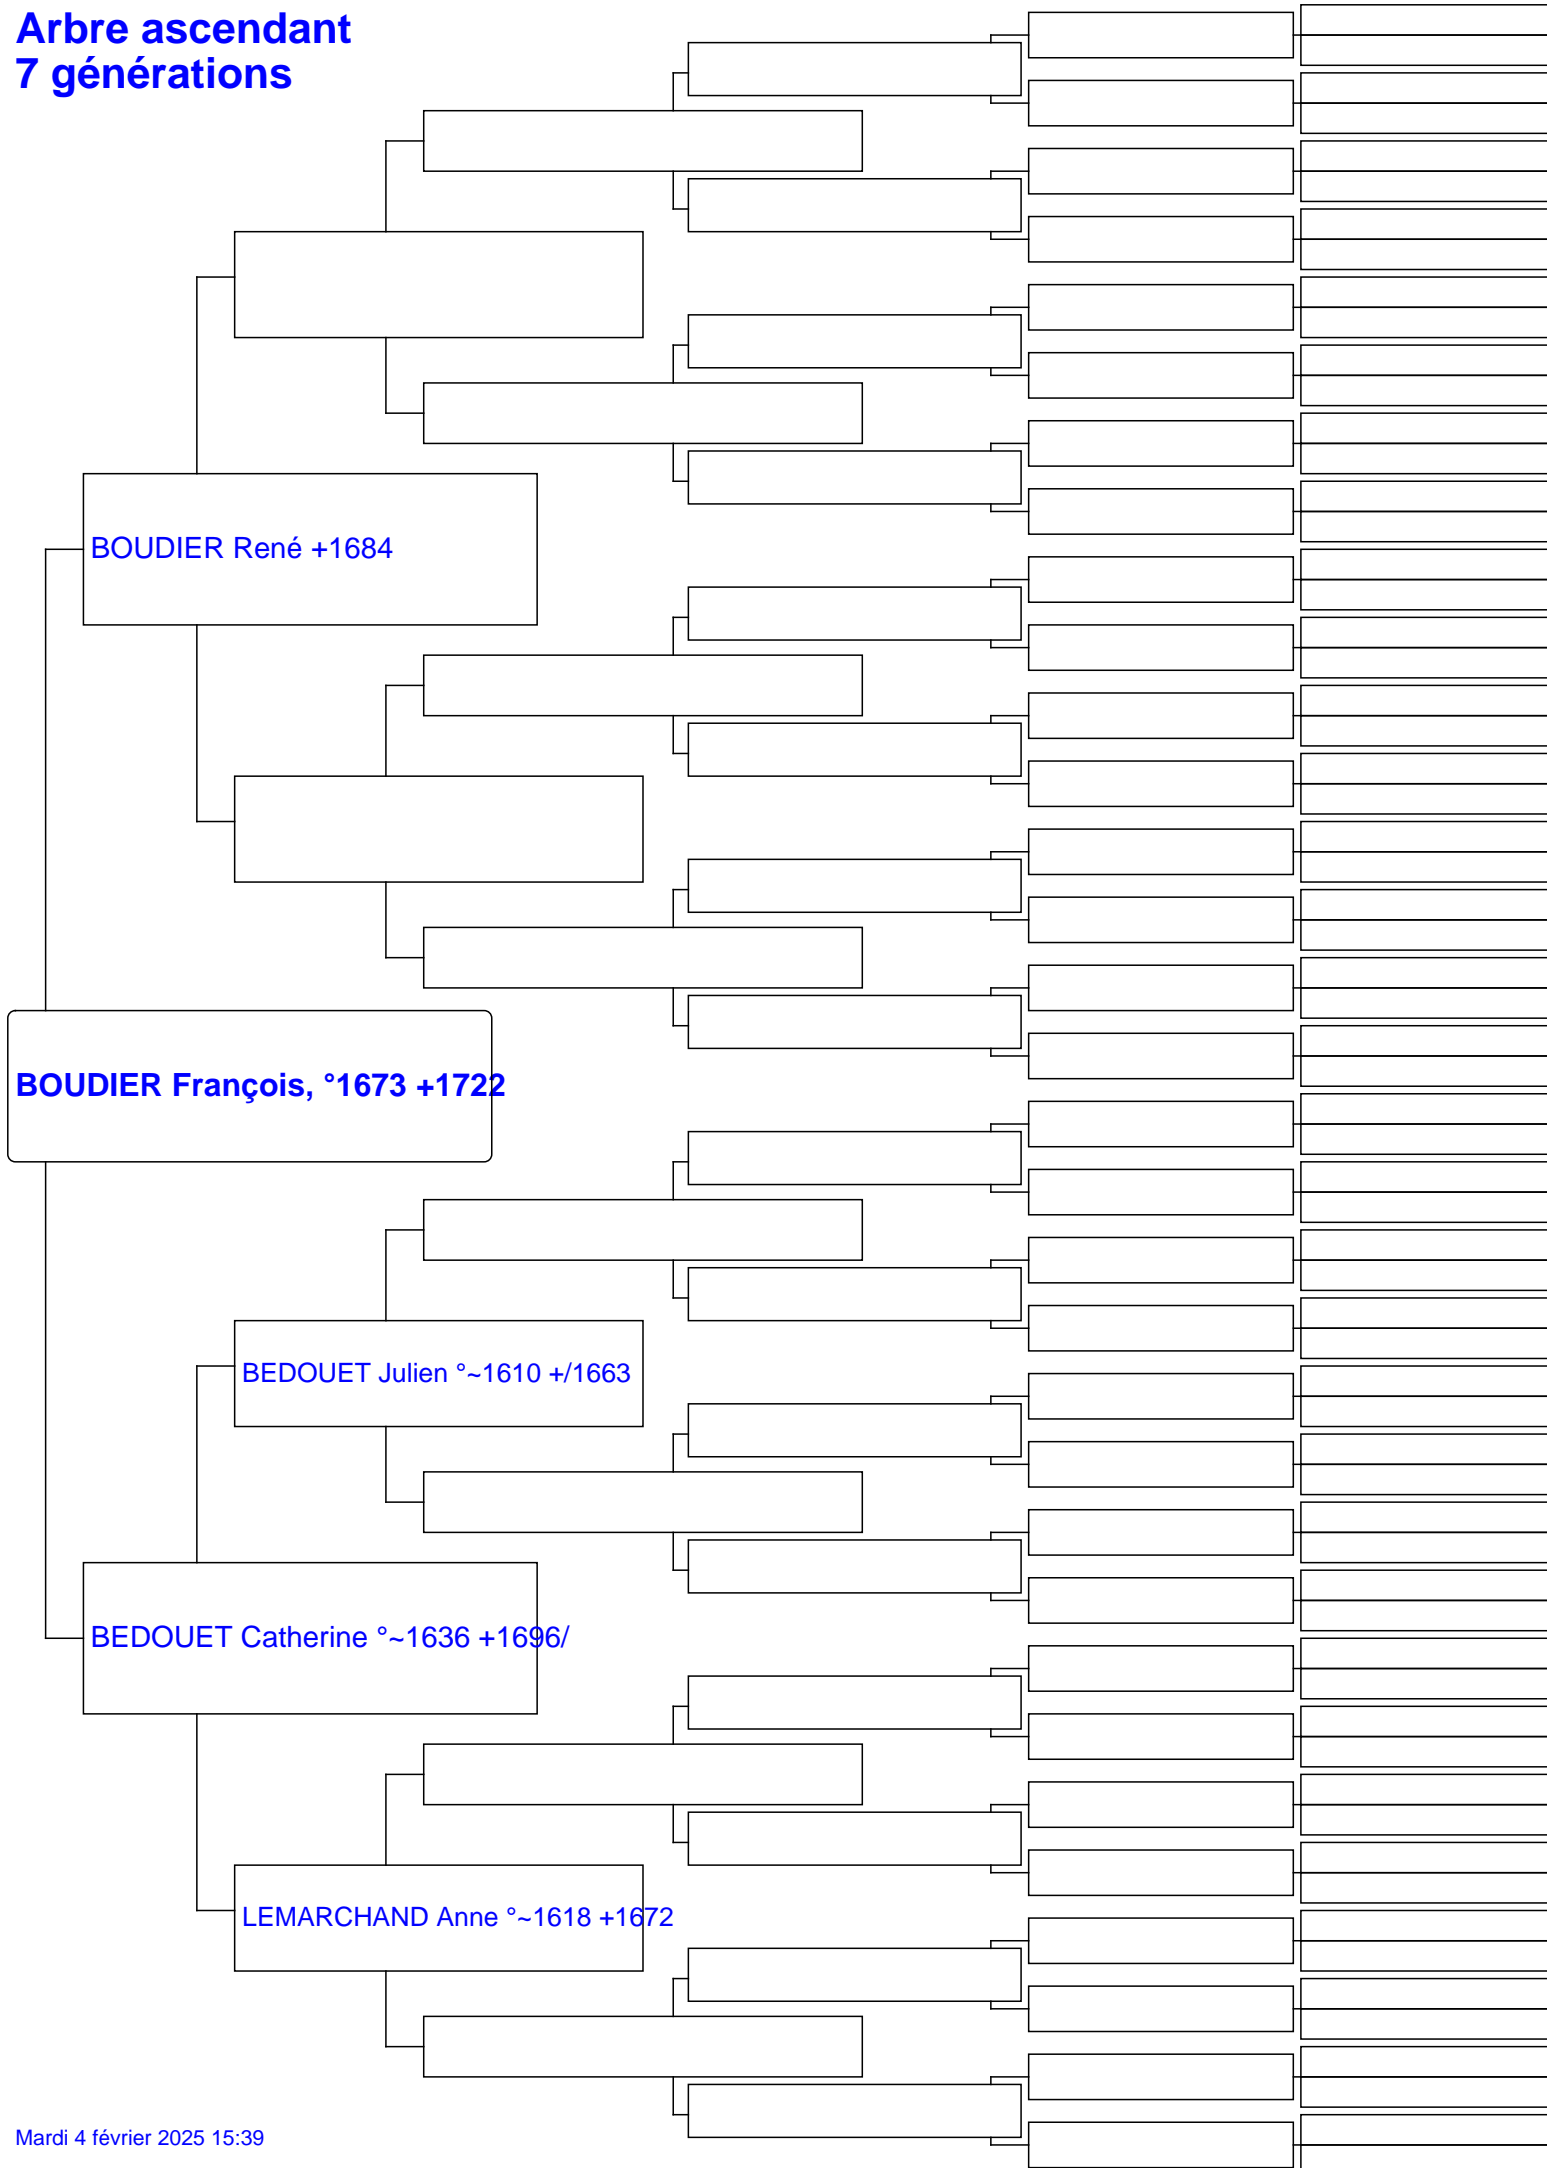 Arbre ascendant
7 générations
BOUDIER René +1684
BOUDIER François, °1673 +1722
BEDOUET Julien °~1610 +/1663
BEDOUET Catherine °~1636 +1696/
LEMARCHAND Anne °~1618 +1672
Mardi 4 février 2025 15:39